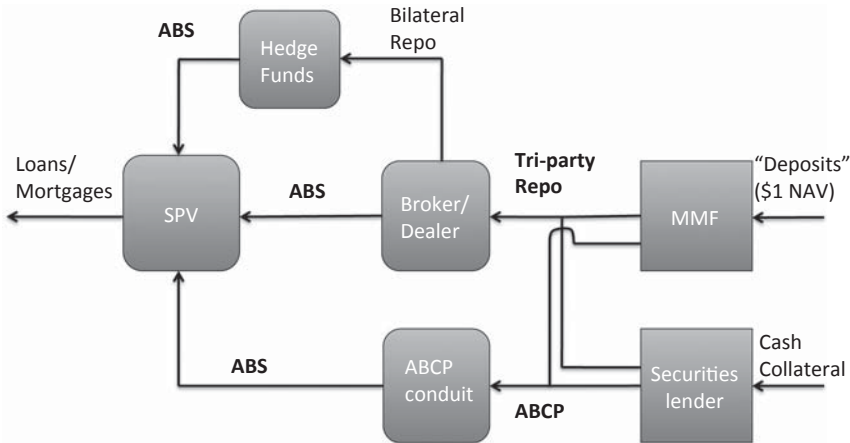 ABS
Hedge
Funds
Bilateral
Repo
Loans/
Mortgages
SPV
ABS
Broker/
Dealer
Tri-party
Repo
MMF
“Deposits”
($1 NAV)
ABS
ABCP
conduit
ABCP
Securities
lender
Cash
Collateral